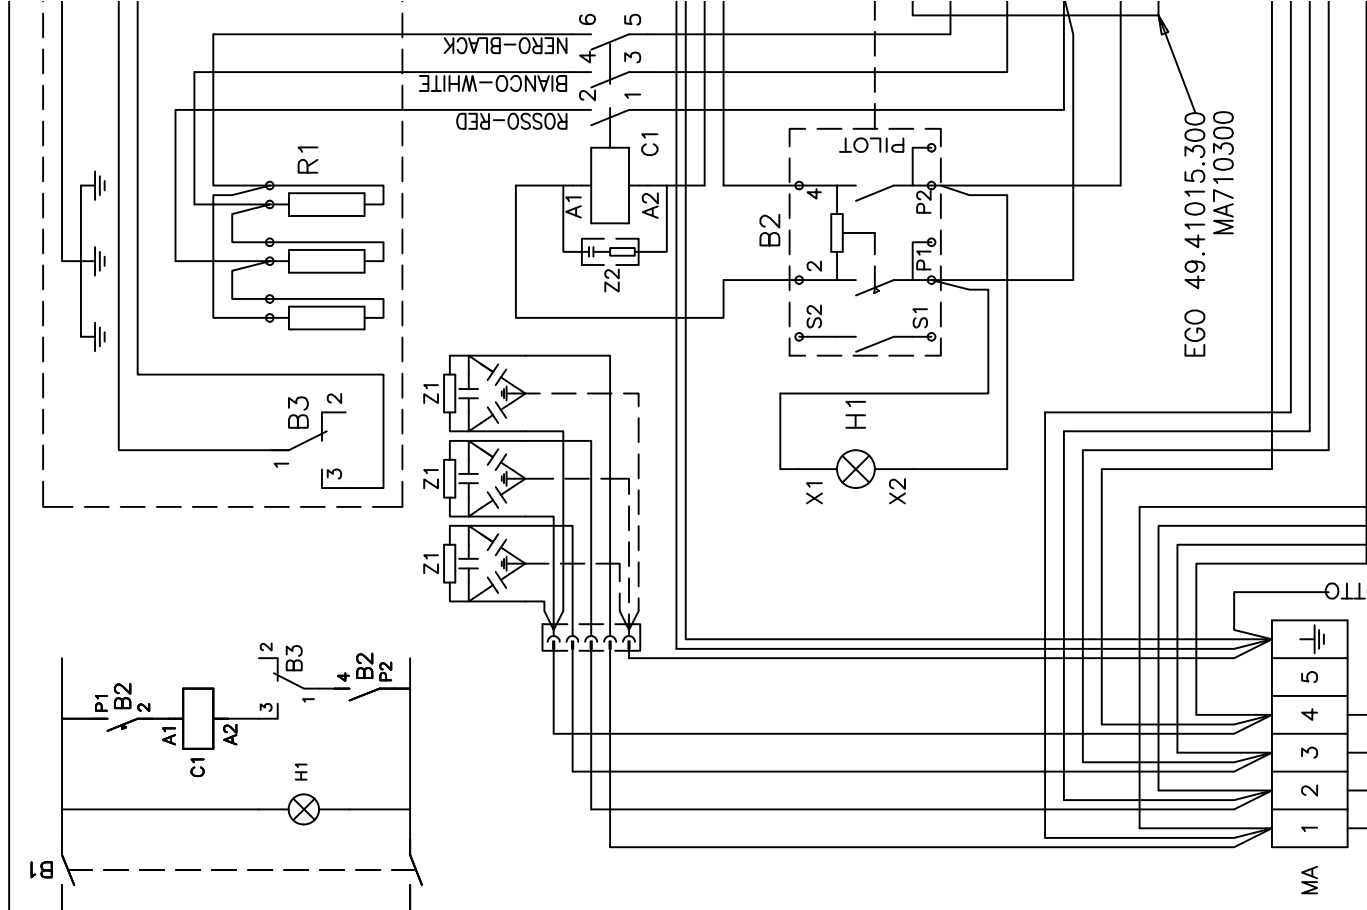 6
5
NERO-BLACK
4
3
BIANCO-WHITE
2
1
ROSSO-RED
R1
C1
A1
A2
Z2
PILOT
B2
4
P2
2
P1
S2
S1
EGO 49.41015.300
MA710300
B3
2
1
3
Z1
Z1
Z1
H1
X1
X2
2
B3
3
1
4
B2
P2
P1
B2
2
A1
A2
C1
H1
B1
5
4
3
2
1
MA